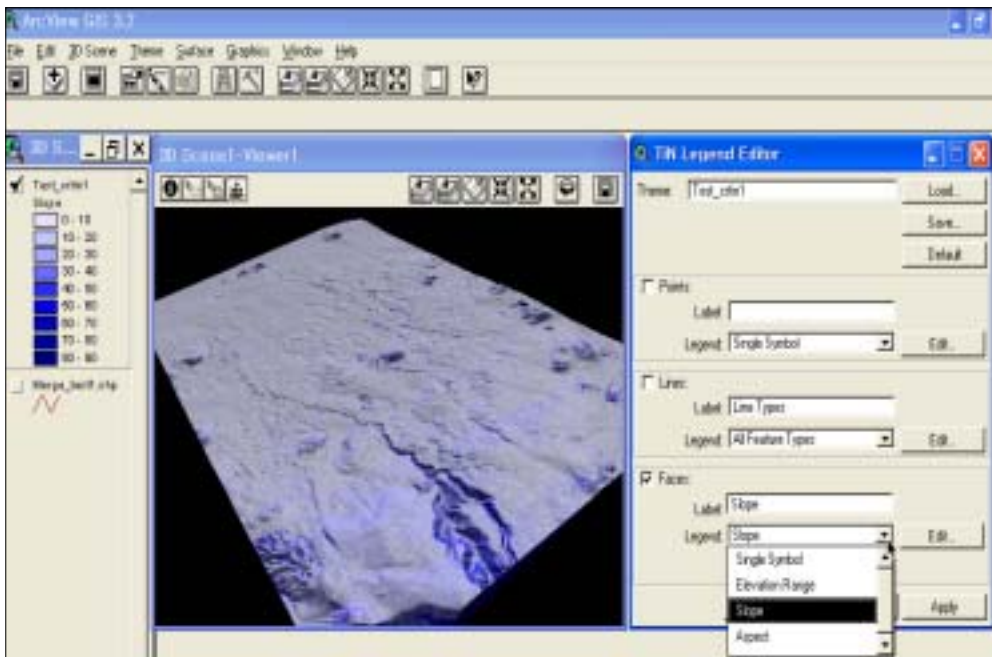 ArcView GIS 3.2
File Edit 3D Scene Theme Surface Graphics Window Help
3D S...
Slope
0 - 10
10 - 20
20 - 30
30 - 40
40 - 50
50 - 60
60 - 70
70 - 80
80 - 90
3D Scene1-Viewer1
TIN Legend Editor
Theme:
Load...
Save...
Default
Points
Label:
Legend: Single Symbol
Edit...
Lines:
Label: Line Types
Legend: All Feature Types
Edit...
Faces:
Label: Slope
Legend: Slope
Edit...
Single Symbol
Elevation Range
Slope
Aspect
Apply